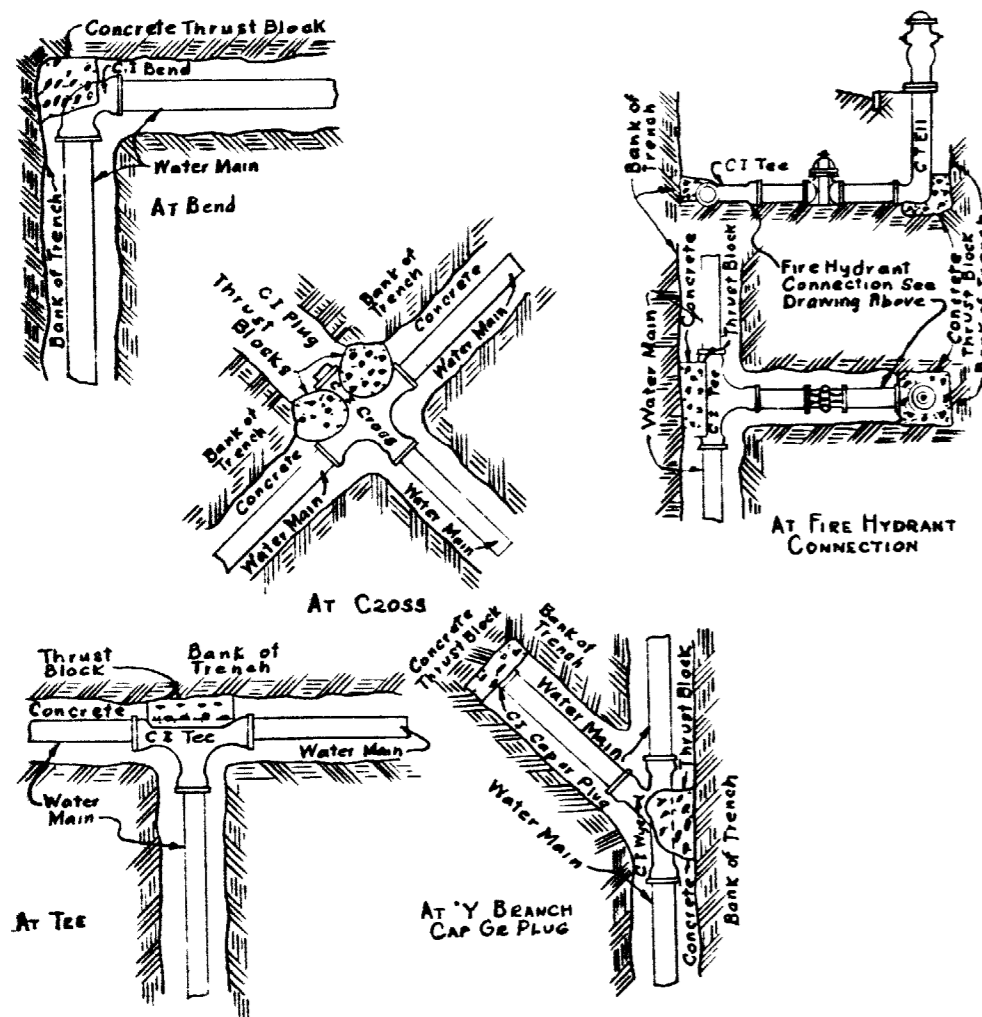 Concrete Thrust Bloak
C.I Bend
Water Main
Bank of Trench
At Bend
Bank of
Trench
C I Tee
C I Ell
Concrete
Thrust Block
Fire Hydrant
Connection See
Drawing Above
Water Main
Concrete
Thrust Block
C I Tee
At Fire Hydrant
Connection
C I Plug
Thrust
Blocks
Bank of
Trench
Concrete
Water Main
Cross
Bank of
Trench
Concrete
Water Main
Water Main
At C2oss
Thrust
Block
Bank of
Trench
Concrete
C I Tee
Water Main
Water
Main
At Tee
Concrete
Thrust Block
Bank of
Trench
Water Main
C I Cap or Plug
Water Main
C I Wye
Concrete Thrust Block
Bank of Trench
At 'Y Branch
Cap Gr Plug